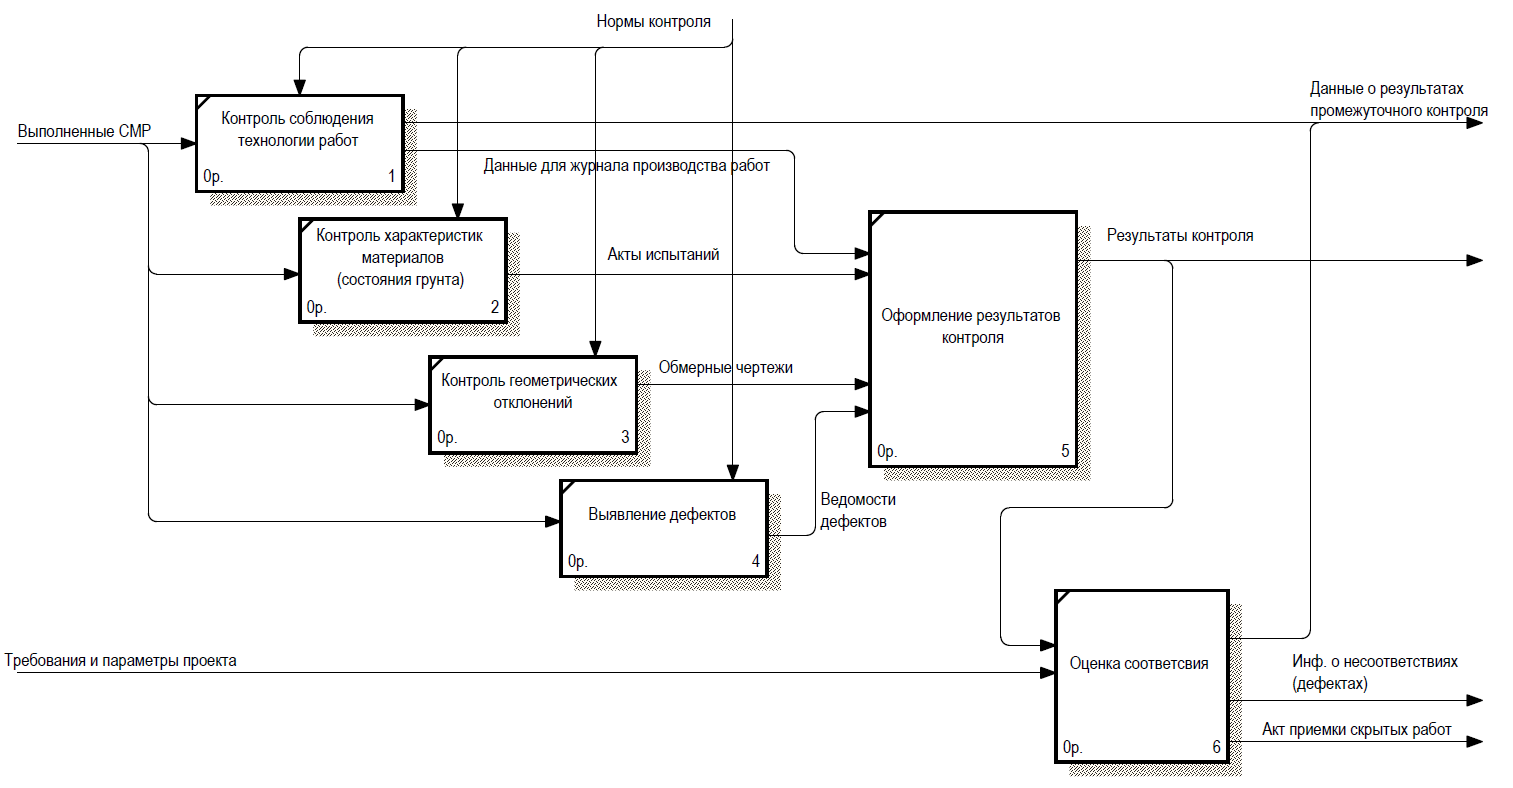 Нормы контроля
Данные о результатах
промежуточного контроля
Выполненные СМР
Контроль соблюдения
технологии работ
0р.
1
Данные для журнала производства работ
Контроль характеристик
материалов
(состояния грунта)
0р.
2
Акты испытаний
Результаты контроля
Оформление результатов
контроля
0р.
5
Контроль геометрических
отклонений
0р.
3
Обмерные чертежи
Выявление дефектов
0р.
4
Ведомости
дефектов
Требования и параметры проекта
Оценка соответсвия
0р.
6
Инф. о несоответствиях
(дефектах)
Акт приемки скрытых работ